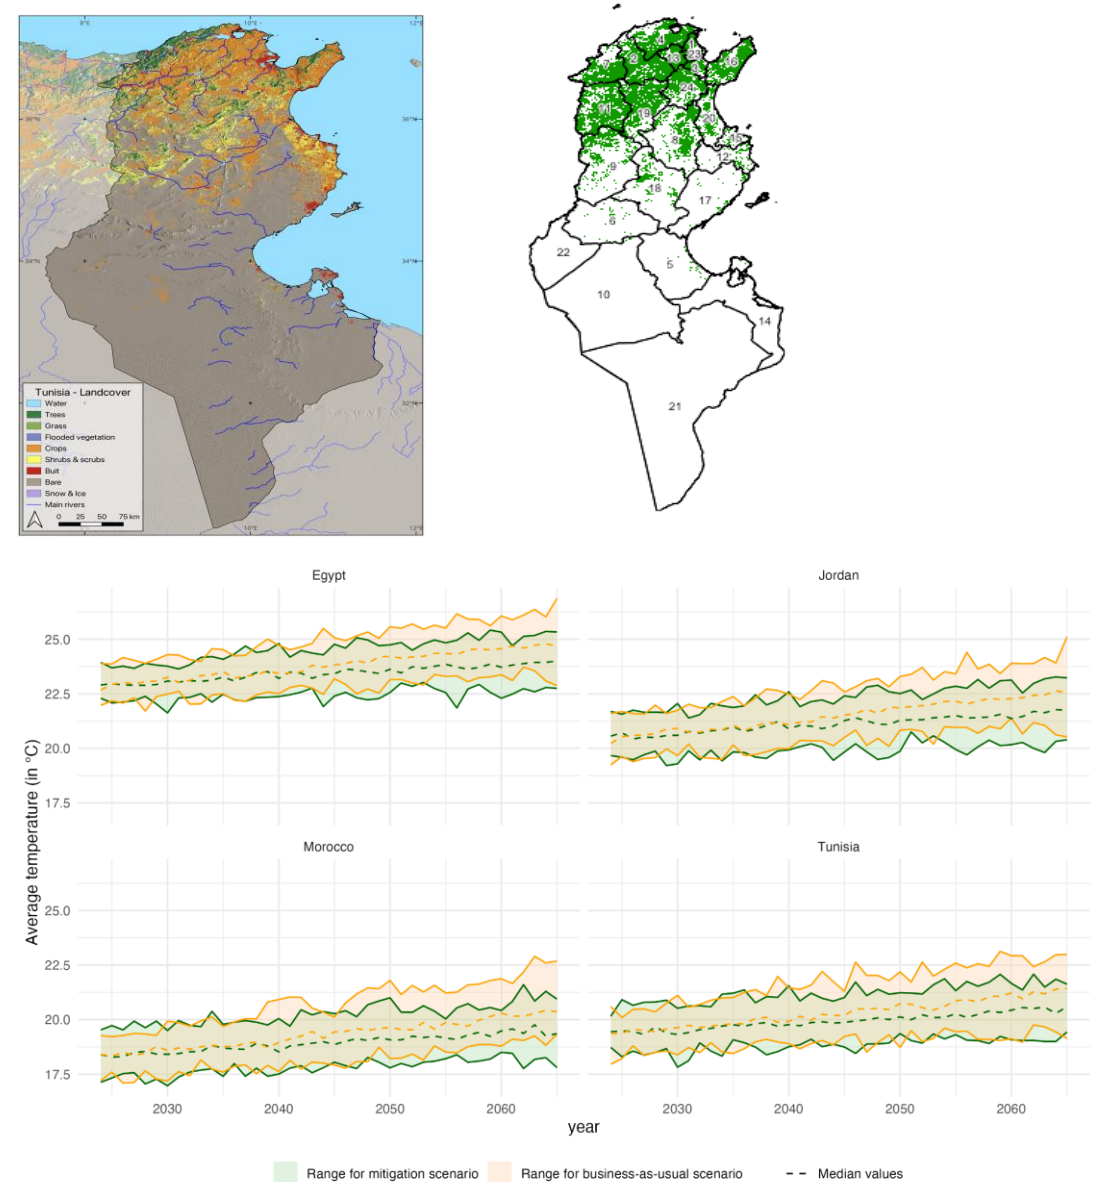 8°E 10°E 12°E
36°N
34°N
32°N
10°E 12°E
Tunisia - Landcover
Water
Trees
Grass
Flooded vegetation
Crops
Shrubs & scrubs
Built
Bare
Snow & Ice
Main rivers
0 25 50 75 km
1
4
23
7 2 13 3 16
24
11 19 20
8 15
9 12
18 17
6
22 5
10
14
21
Egypt Jordan
25.0
22.5
20.0
17.5
Average temperature (in °C)
Morocco Tunisia
25.0
22.5
20.0
17.5
2030 2040 2050 2060 2030 2040 2050 2060
year
Range for mitigation scenario Range for business-as-usual scenario Median values